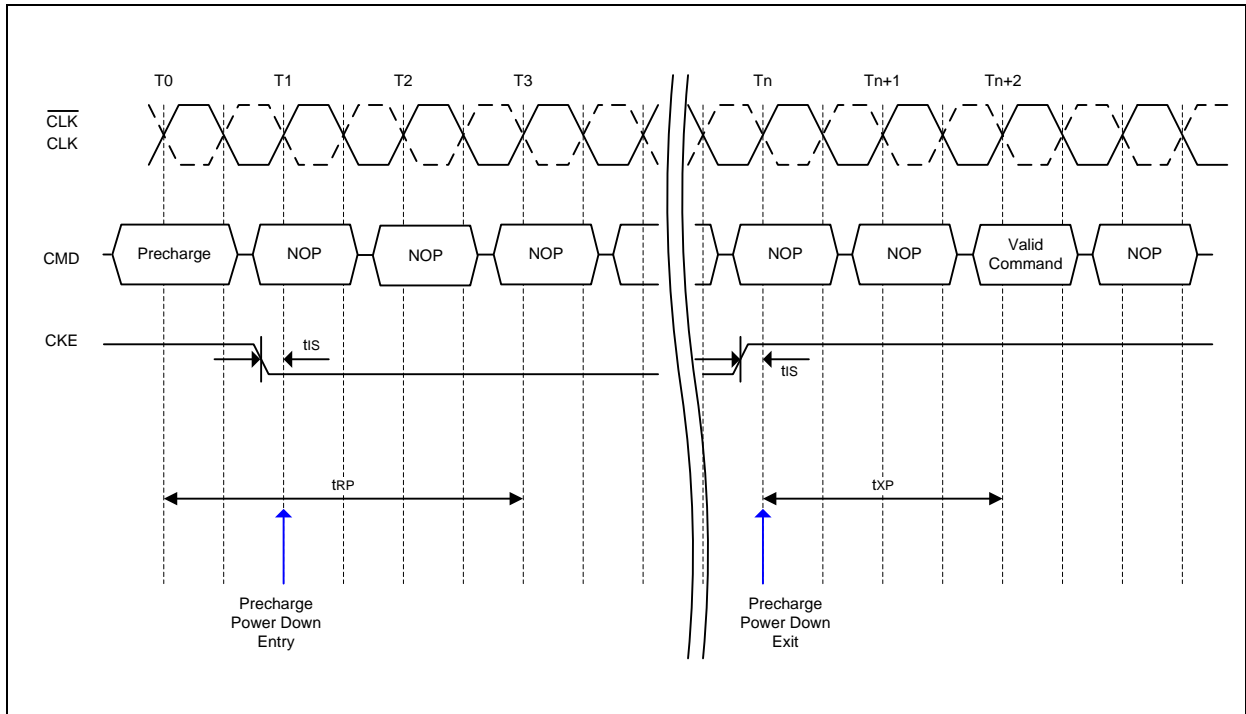 T0 T1 T2 T3 Tn Tn+1 Tn+2
CLK
CLK
CMD Precharge NOP NOP NOP NOP NOP Valid Command NOP
CKE
tIS
tIS
tRP
tXP
Precharge
Power Down
Entry
Precharge
Power Down
Exit